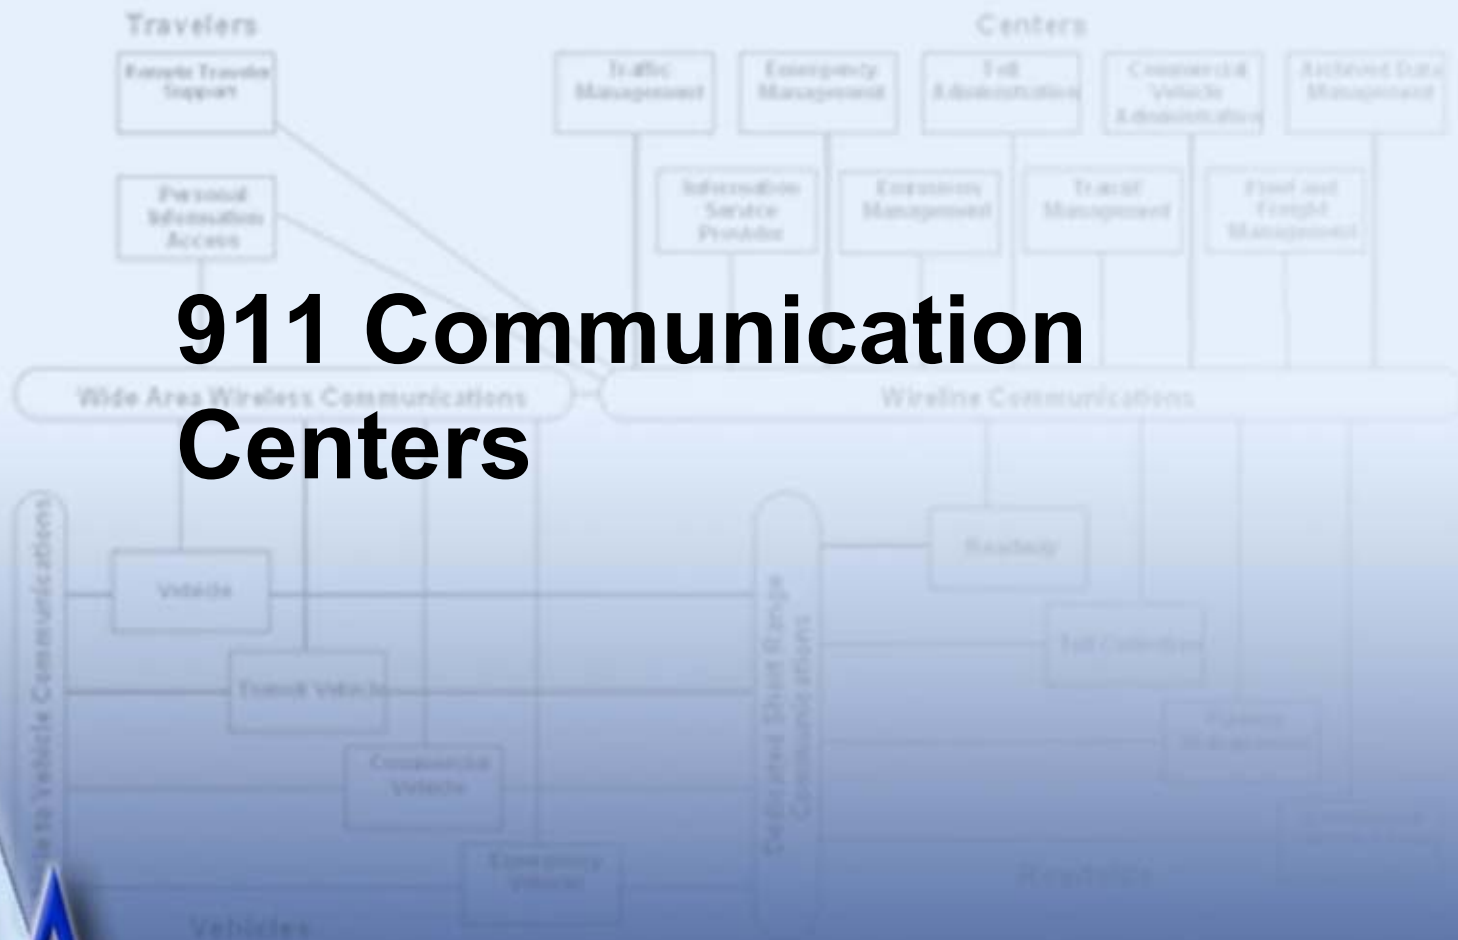 Travelers
Centers
Remote Traveler
Support
Traffic
Management
Emergency
Management
Toll
Administration
Commercial
Vehicle
Administration
Archived Data
Management
Personal
Information
Access
Information
Service
Provider
Emissions
Management
Transit
Management
Fleet and
Freight
Management
911 Communication
Centers
Wide Area Wireless Communications
Wireline Communications
to Vehicle Communications
Dedicated Short Range
Communications
Vehicle
Transit Vehicle
Commercial
Vehicle
Emergency
Vehicle
Vehicles
Roadway
Toll Collection
Management
Roadside